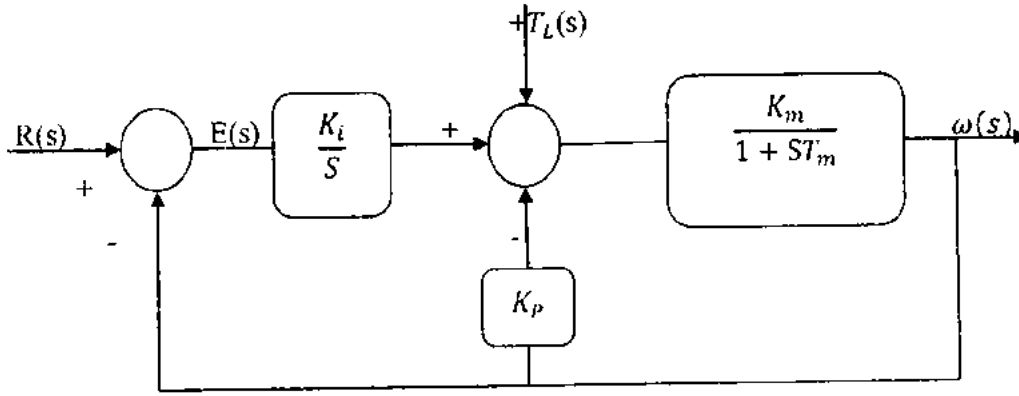 +T_L(s)
R(s)
+
-
E(s)
K_i
S
+
-
K_P
K_m
1 + ST_m
ω(s)